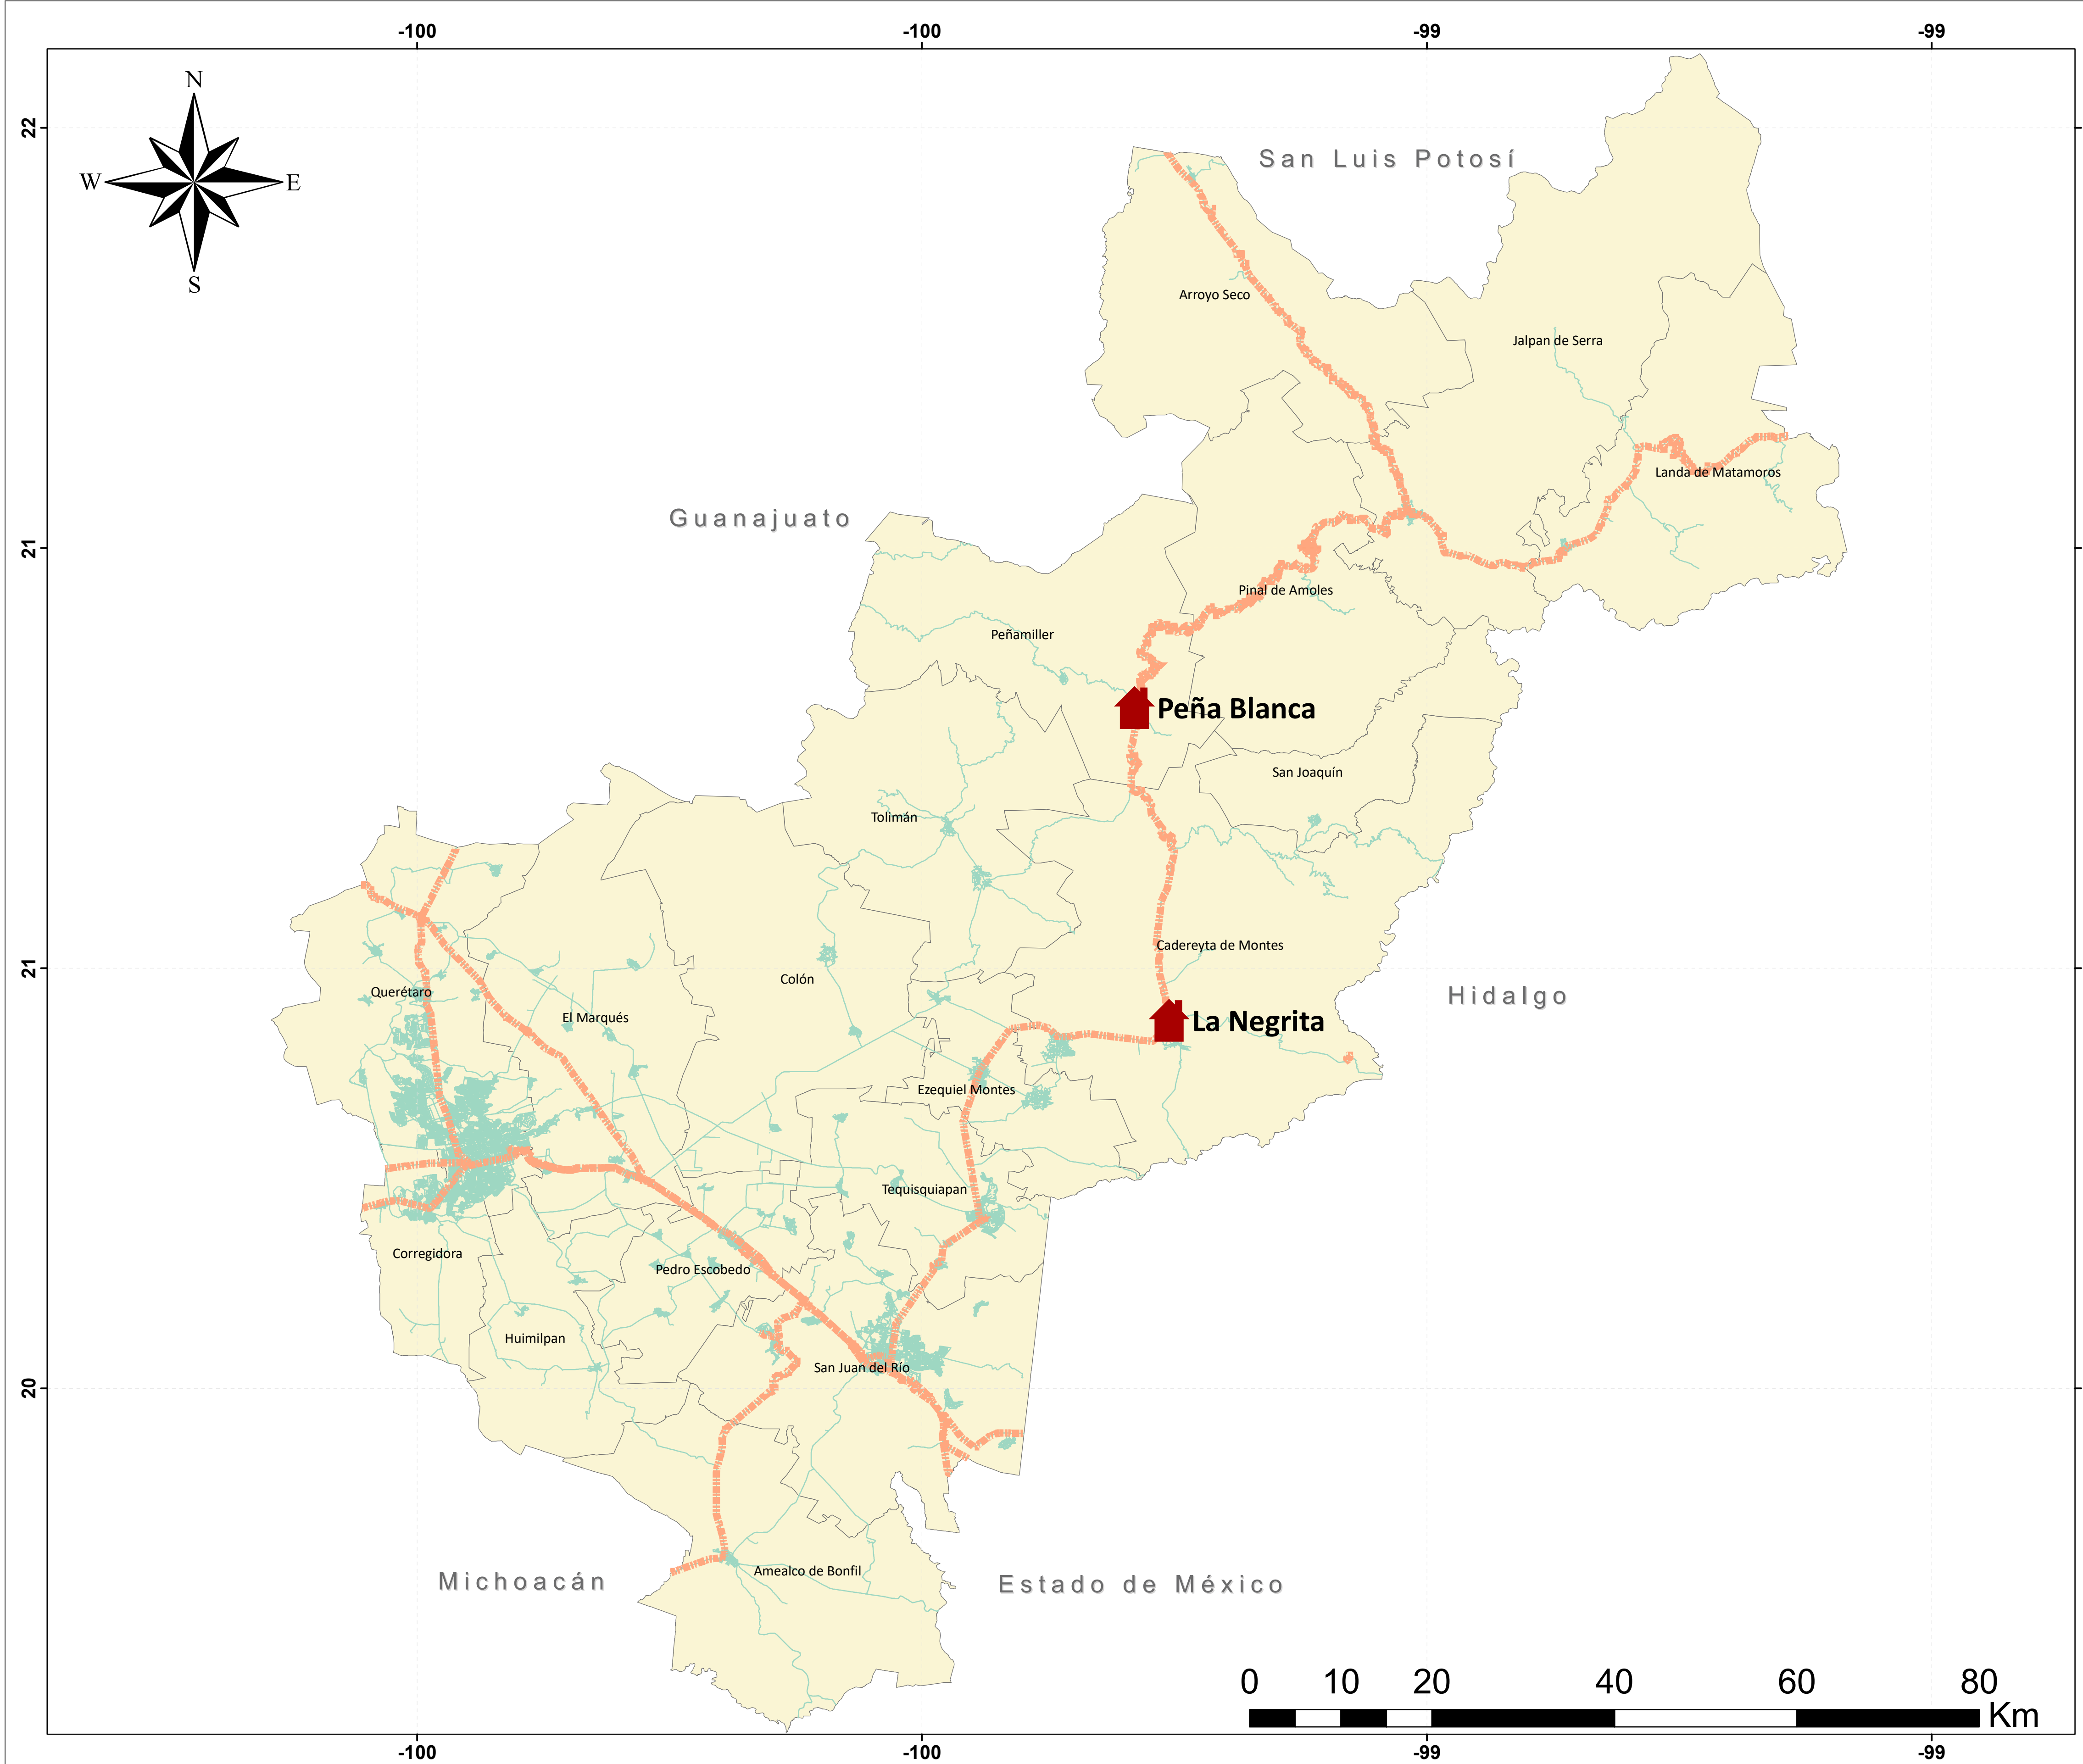 -100 -100 -99 -99
N
22
W E
San Luis Potosí
S
Arroyo Seco
Jalpan de Serra
Landa de Matamoros
Guanajuato
21
Pinal de Amoles
Peñamiller
Peña Blanca
San Joaquín
Tolimán
Cadereyta de Montes
21
Colón
Querétaro
Hidalgo
El Marqués
La Negrita
Ezequiel Montes
Tequisquiapan
Corregidora
Pedro Escobedo
Huimilpan
San Juan del Río
20
Amealco de Bonfil
Michoacán
Estado de México
0 10 20 40 60 80
Km
-100 -100 -99 -99